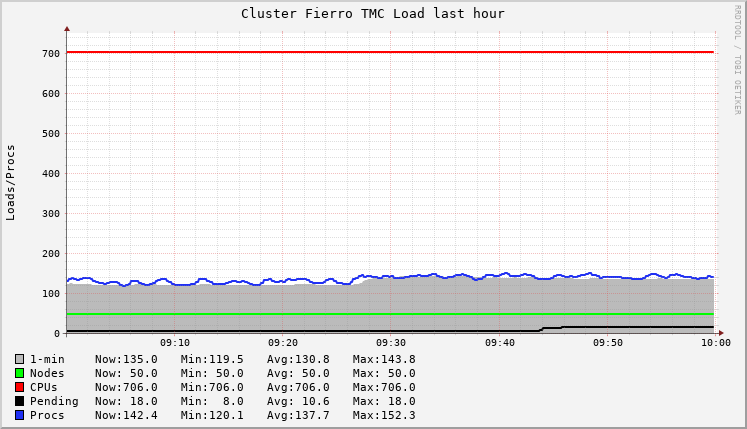 Cluster Fierro TMC Load last hour
RRDTOOL / TOBI OETIKER
Loads/Procs
700
600
500
400
300
200
100
0
09:10 09:20 09:30 09:40 09:50 10:00
1-min Now:135.0 Min:119.5 Avg:130.8 Max:143.8
Nodes Now: 50.0 Min: 50.0 Avg: 50.0 Max: 50.0
CPUs Now:706.0 Min:706.0 Avg:706.0 Max:706.0
Pending Now: 18.0 Min: 8.0 Avg: 10.6 Max: 18.0
Procs Now:142.4 Min:120.1 Avg:137.7 Max:152.3